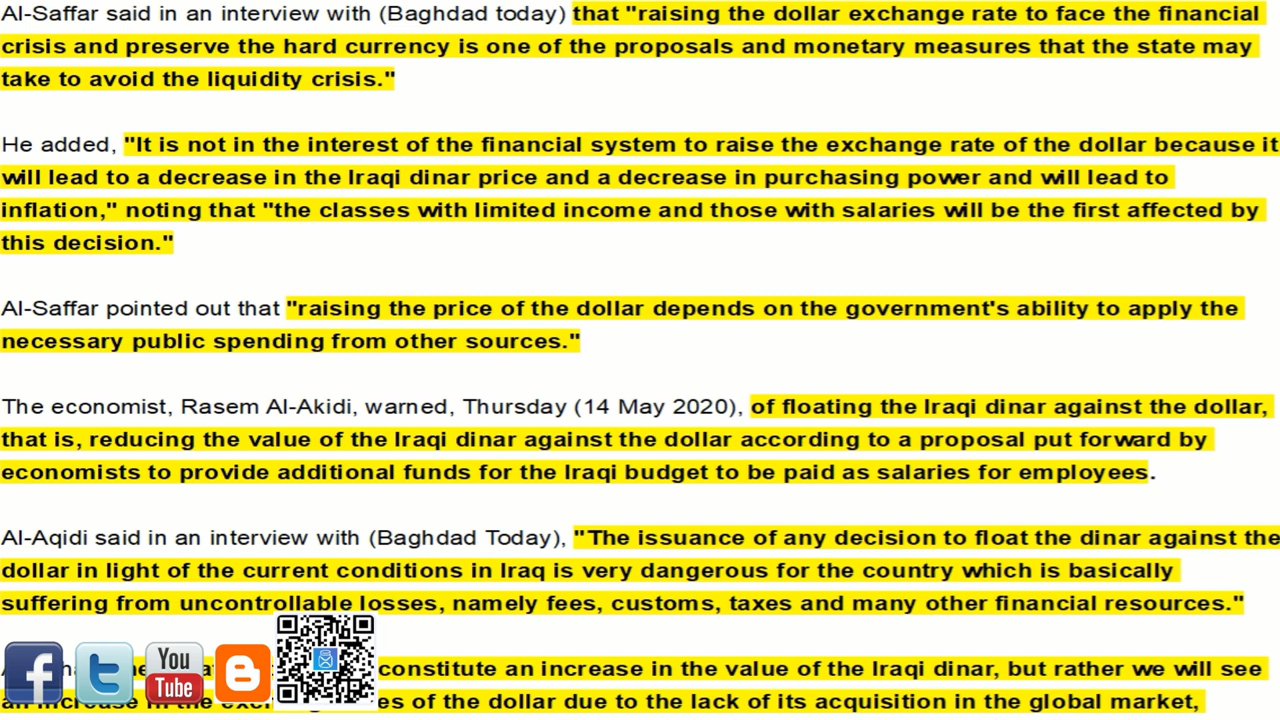 Al-Saffar said in an interview with (Baghdad today) that "raising the dollar exchange rate to face the financial
crisis and preserve the hard currency is one of the proposals and monetary measures that the state may
take to avoid the liquidity crisis."
He added, "It is not in the interest of the financial system to raise the exchange rate of the dollar because it
will lead to a decrease in the Iraqi dinar price and a decrease in purchasing power and will lead to
inflation," noting that "the classes with limited income and those with salaries will be the first affected by
this decision."
Al-Saffar pointed out that "raising the price of the dollar depends on the government's ability to apply the
necessary public spending from other sources."
The economist, Rasem Al-Akidi, warned, Thursday (14 May 2020), of floating the Iraqi dinar against the dollar,
that is, reducing the value of the Iraqi dinar against the dollar according to a proposal put forward by
economists to provide additional funds for the Iraqi budget to be paid as salaries for employees.
Al-Aqidi said in an interview with (Baghdad Today), "The issuance of any decision to float the dinar against the
dollar in light of the current conditions in Iraq is very dangerous for the country which is basically
suffering from uncontrollable losses, namely fees, customs, taxes and many other financial resources."
constitute an increase in the value of the Iraqi dinar, but rather we will see
an increase in the of the dollar due to the lack of its acquisition in the global market,
f
t
You
Tube
B